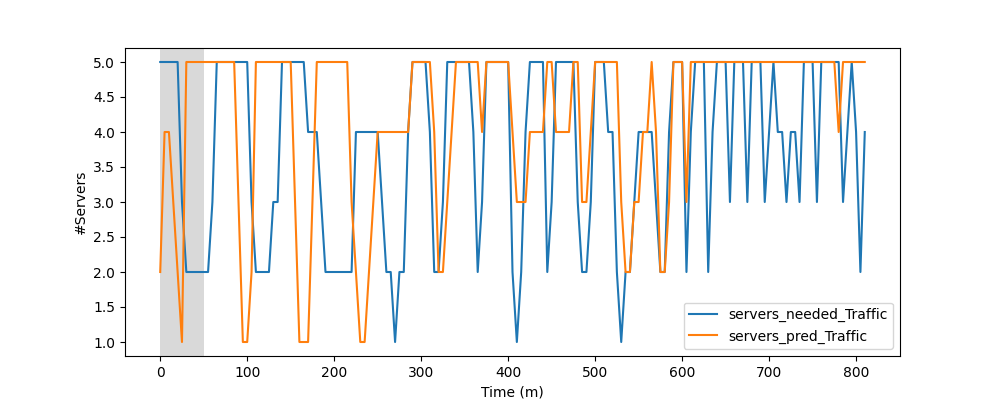 5.0
4.5
4.0
3.5
3.0
2.5
2.0
1.5
1.0
#Servers
servers_needed_Traffic
servers_pred_Traffic
0 100 200 300 400 500 600 700 800
Time (m)